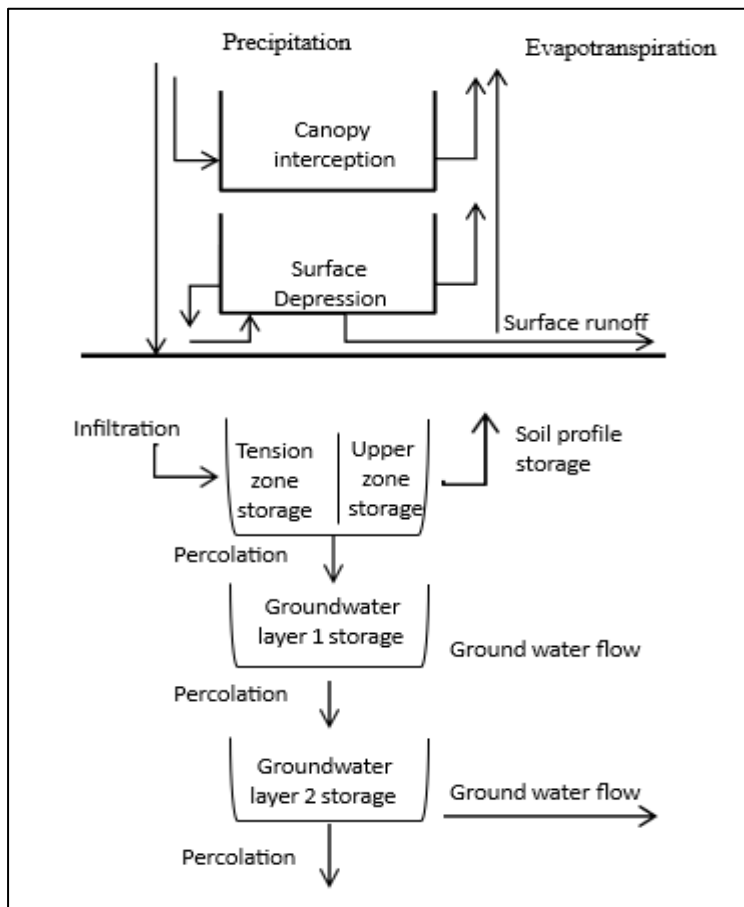 Precipitation
Evapotranspiration
Canopy
interception
Surface
Depression
Surface runoff
Infiltration
Tension
zone
storage
Upper
zone
storage
Soil profile
storage
Percolation
Groundwater
layer 1 storage
Ground water flow
Percolation
Groundwater
layer 2 storage
Ground water flow
Percolation